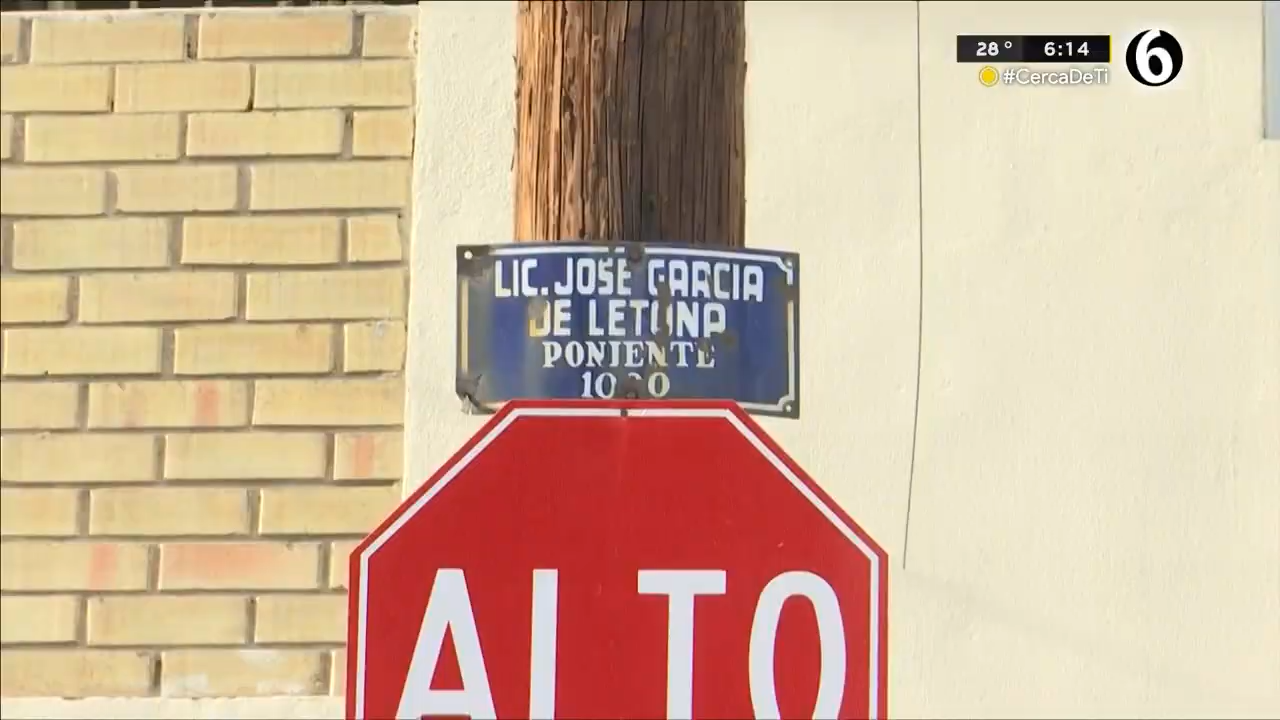 28° 6:14
6
#CercaDeTi
LIC. JOSE GARCIA
DE LETONA
PONIENTE
ALTO